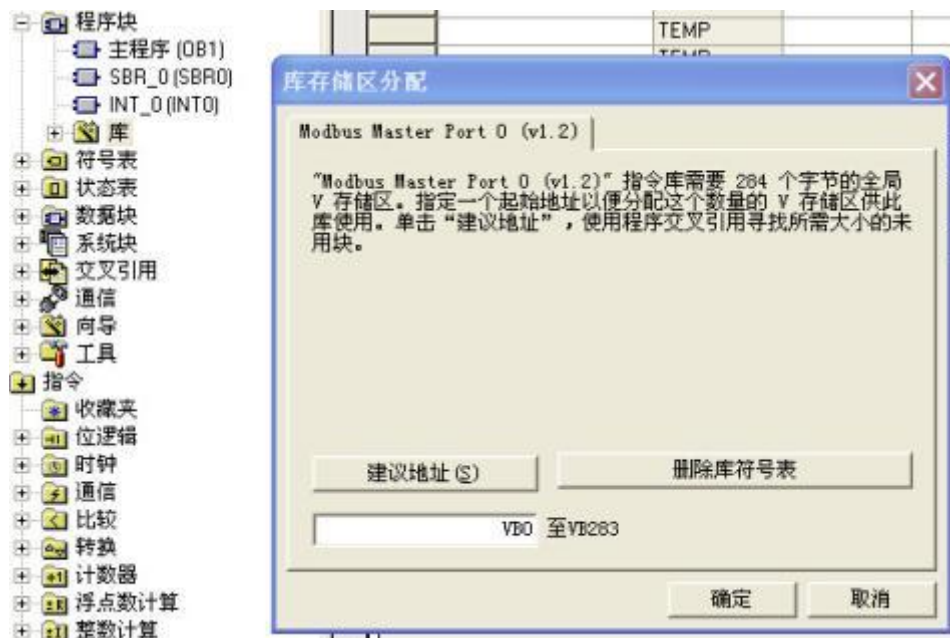 程序块
主程序 (OB1)
SBR_0 (SBR0)
INT_0 (INT0)
库
符号表
状态表
数据块
系统块
交叉引用
通信
向导
工具
指令
收藏夹
位逻辑
时钟
通信
比较
转换
计数器
浮点数计算
整数计算
TEMP
TEMP
库存储区分配
Modbus Master Port 0 (v1.2)
"Modbus Master Port 0 (v1.2)" 指令库需要 284 个字节的全局
V 存储区。指定一个起始地址以便分配这个数量的 V 存储区供此
库使用。单击“建议地址”，使用程序交叉引用寻找所需大小的未
用块。
建议地址(S)
删除库符号表
VB0 至VB283
确定
取消